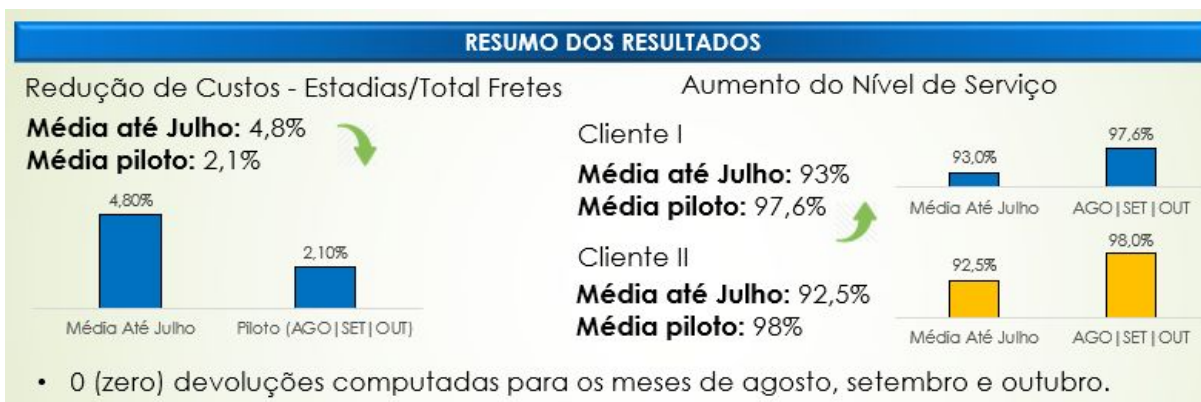 RESUMO DOS RESULTADOS
Redução de Custos - Estadias/Total Fretes
Média até Julho: 4,8%
Média piloto: 2,1%
4,80%
2,10%
Média Até Julho
Piloto (AGO|SET|OUT)
Aumento do Nível de Serviço
Cliente I
Média até Julho: 93%
Média piloto: 97,6%
93,0%
97,6%
Média Até Julho
AGO|SET|OUT
Cliente II
Média até Julho: 92,5%
Média piloto: 98%
92,5%
98,0%
Média Até Julho
AGO|SET|OUT
• 0 (zero) devoluções computadas para os meses de agosto, setembro e outubro.